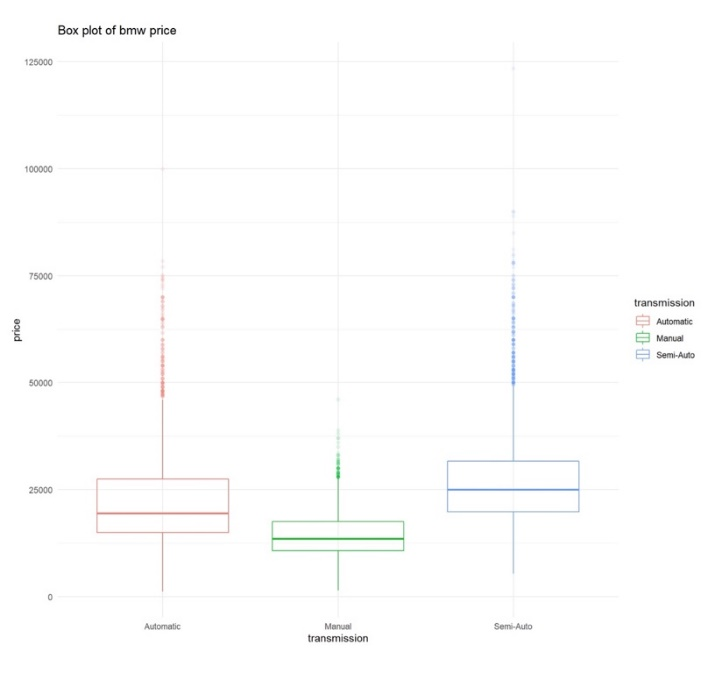 Box plot of bmw price
125000
100000
75000
50000
25000
0
price
Automatic
Manual
Semi-Auto
transmission
transmission
Automatic
Manual
Semi-Auto